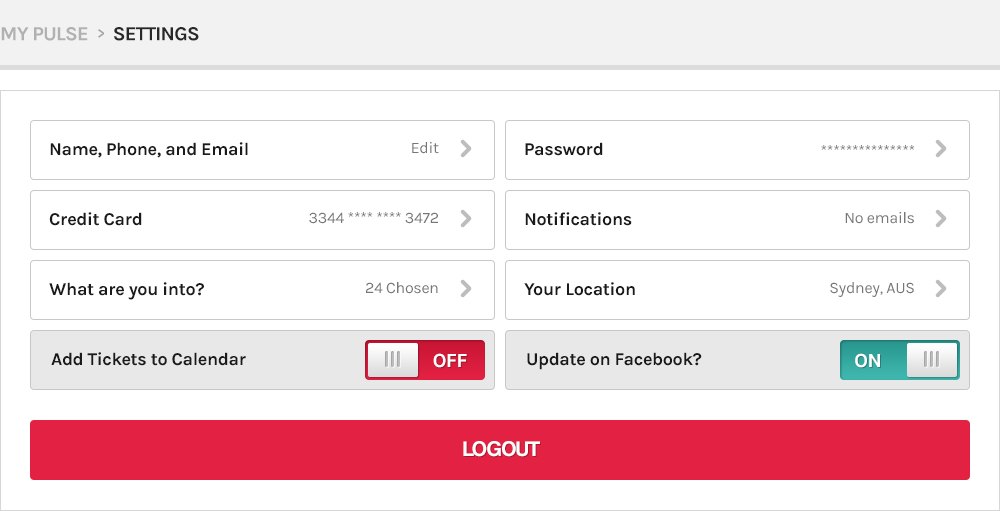 MY PULSE > SETTINGS
Name, Phone, and Email Edit
Password ***************
Credit Card 3344 **** **** 3472
Notifications No emails
What are you into? 24 Chosen
Your Location Sydney, AUS
Add Tickets to Calendar OFF
Update on Facebook? ON
LOGOUT